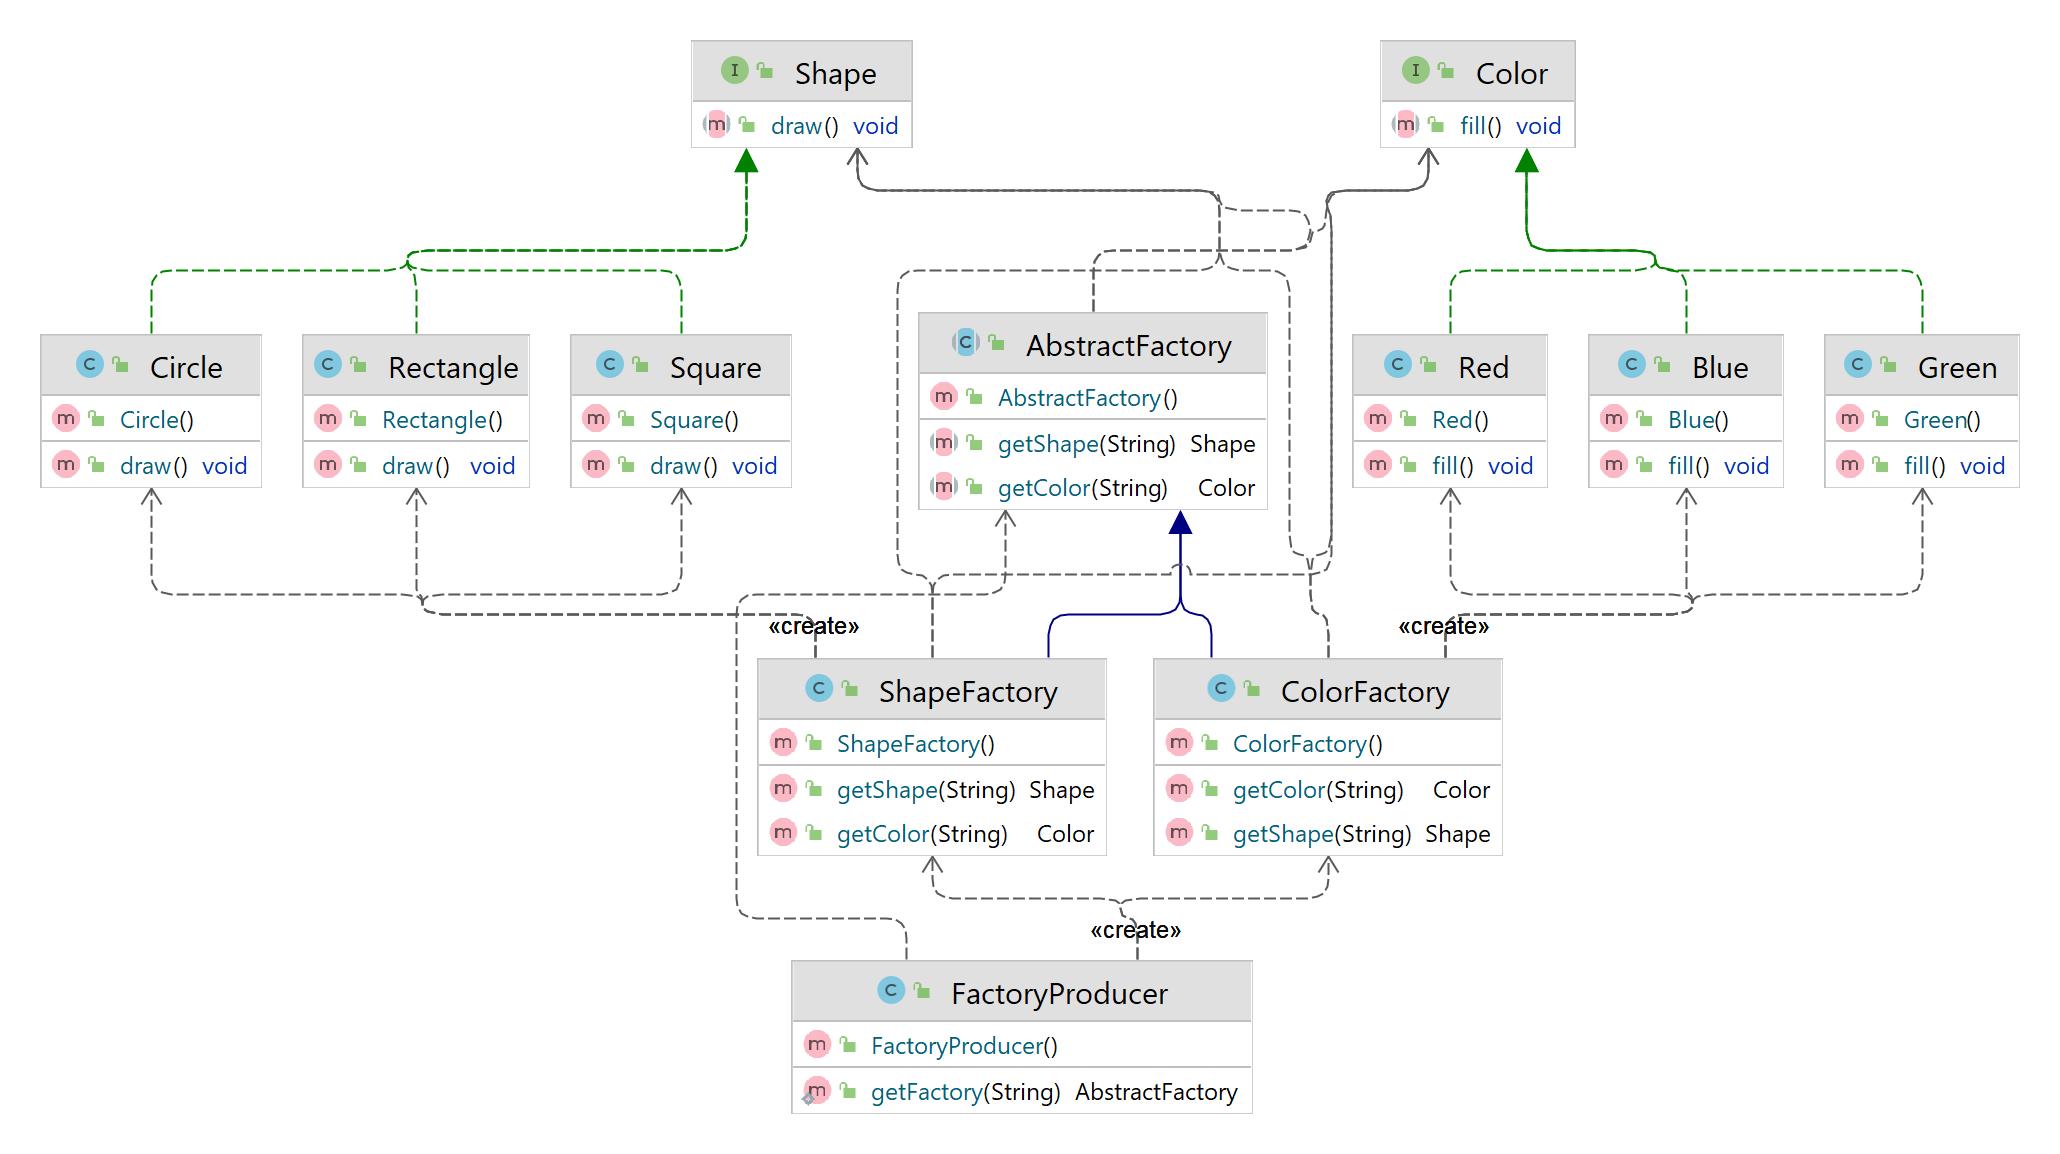 I Shape
m draw() void
I Color
m fill() void
C Circle
m Circle()
m draw() void
C Rectangle
m Rectangle()
m draw() void
C Square
m Square()
m draw() void
C AbstractFactory
m AbstractFactory()
m getShape(String) Shape
m getColor(String) Color
C Red
m Red()
m fill() void
C Blue
m Blue()
m fill() void
C Green
m Green()
m fill() void
«create»
«create»
C ShapeFactory
m ShapeFactory()
m getShape(String) Shape
m getColor(String) Color
C ColorFactory
m ColorFactory()
m getColor(String) Color
m getShape(String) Shape
«create»
C FactoryProducer
m FactoryProducer()
m getFactory(String) AbstractFactory